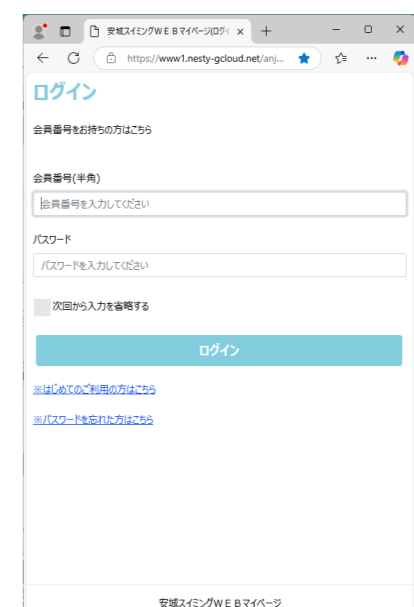 安城スイミングWEBマイページ(ログイ
https://www1.nesty-gcloud.net/anj...
ログイン
会員番号をお持ちの方はこちら
会員番号(半角)
会員番号を入力してください
パスワード
パスワードを入力してください
次回から入力を省略する
ログイン
※はじめてのご利用の方はこちら
※パスワードを忘れた方はこちら
安城スイミングWEBマイページ